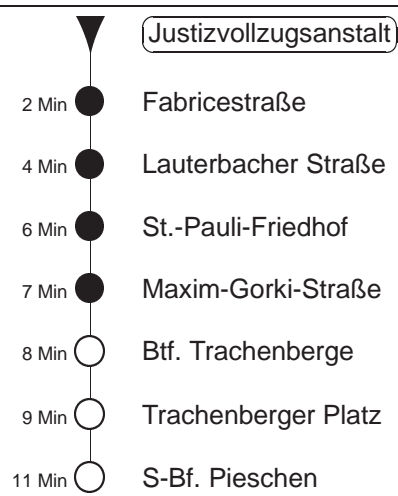 Justizvollzugsanstalt
2 Min Fabricestraße
4 Min Lauterbacher Straße
6 Min St.-Pauli-Friedhof
7 Min Maxim-Gorki-Straße
8 Min Btf. Trachenberge
9 Min Trachenberger Platz
11 Min S-Bf. Pieschen